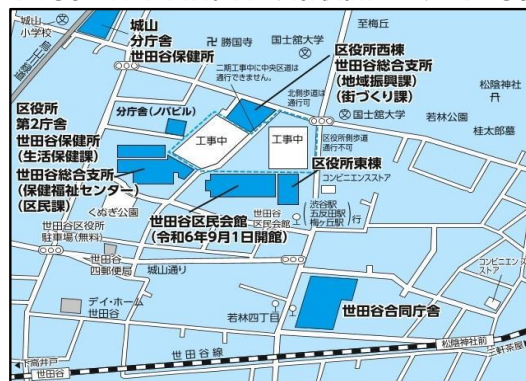 城山
小学校
城山
分庁舎
世田谷保健所
勝国寺
国士舘大学
至梅丘
二期工事中に中央区道は
通行できません。
区役所西棟
世田谷総合支所
(地域振興課)
(街づくり課)
北側歩道は
通行可
国士舘大学
松陰神社
若林公園
桂太郎墓
区役所
第2庁舎
世田谷保健所
(生活保健課)
世田谷総合支所
(保健福祉センター)
(区民課)
分庁舎(ノバビル)
工事中
工事中
区役所側歩道
通行不可
区役所東棟
コンビニエンスストア
くぬぎ公園
世田谷区民会館
(令和6年9月1日開館)
世田谷
区民会館
渋谷駅
五反田駅
梅ヶ丘駅
行
世田谷区役所
駐車場(無料)
世田谷
四郵便局
城山通り
コンビニエンス
ストア
デイ・ホーム
世田谷
若林四丁目
世田谷合同庁舎
世田谷線
松陰神社前
下高井戸
世田谷
三軒茶屋